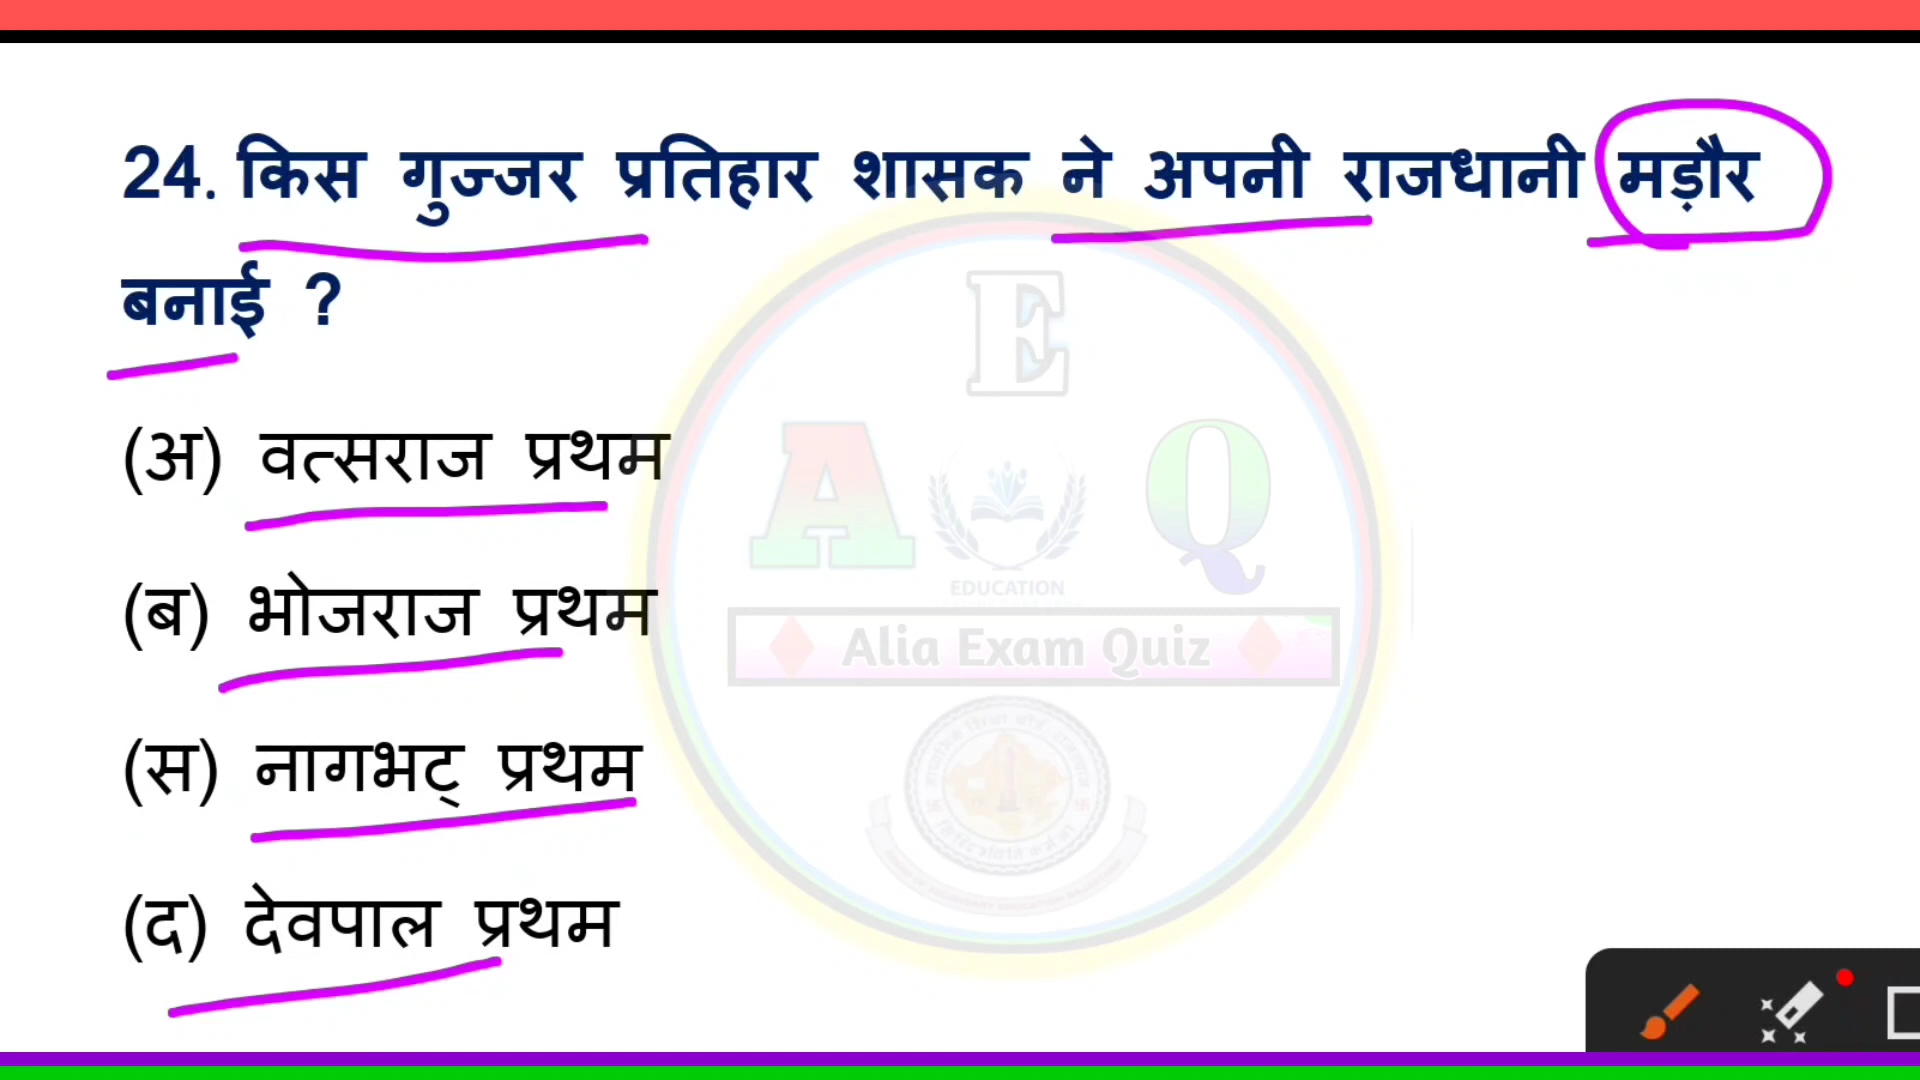 24. किस गुज्जर प्रतिहार शासक ने अपनी राजधानी मड़ौर
बनाई ?
(अ) वत्सराज प्रथम
(ब) भोजराज प्रथम
(स) नागभट् प्रथम
(द) देवपाल प्रथम
E
A Q
EDUCATION
Alia Exam Quiz